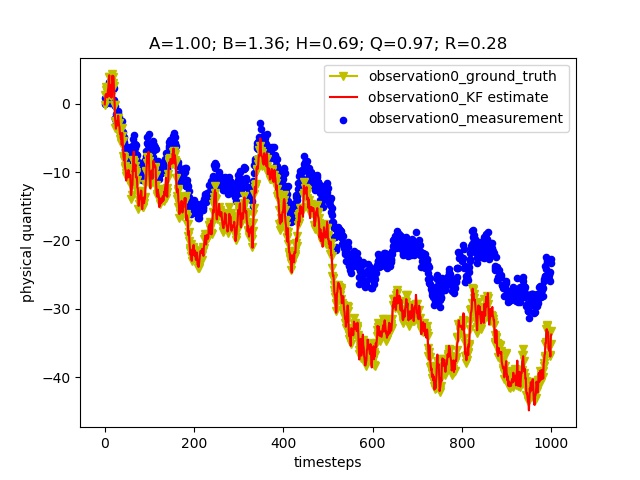 A=1.00; B=1.36; H=0.69; Q=0.97; R=0.28
observation0_ground_truth
observation0_KF estimate
observation0_measurement
physical quantity
0
−10
−20
−30
−40
0 200 400 600 800 1000
timesteps